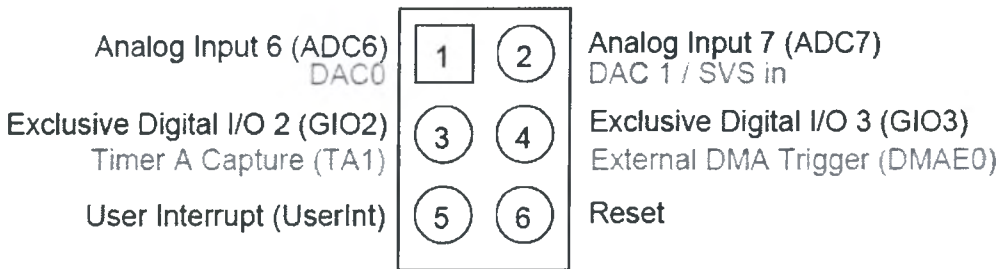 Analog Input 6 (ADC6)
DAC0
1
2
Analog Input 7 (ADC7)
DAC 1 / SVS in
Exclusive Digital I/O 2 (GIO2)
Timer A Capture (TA1)
3
4
Exclusive Digital I/O 3 (GIO3)
External DMA Trigger (DMAE0)
User Interrupt (UserInt)
5
6
Reset